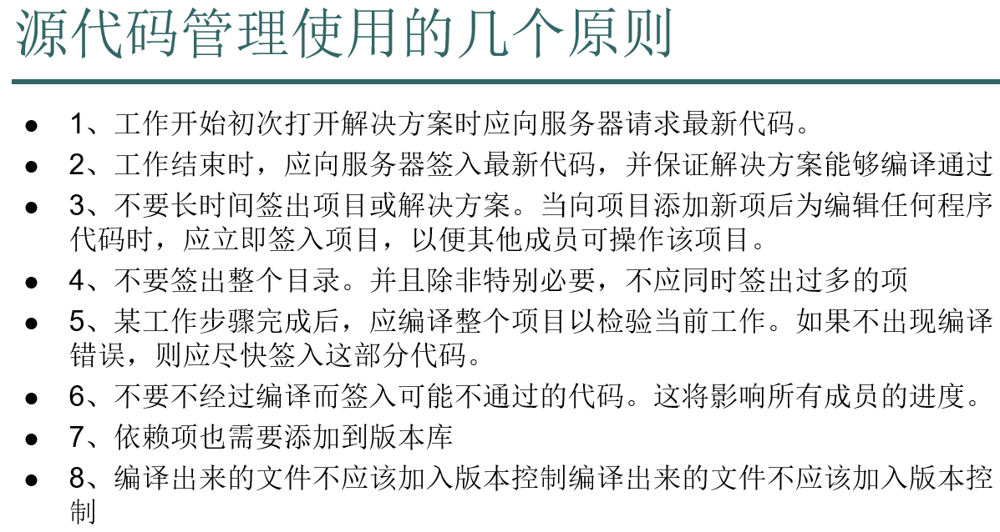 源代码管理使用的几个原则
● 1、工作开始初次打开解决方案时应向服务器请求最新代码。
● 2、工作结束时，应向服务器签入最新代码，并保证解决方案能够编译通过
● 3、不要长时间签出项目或解决方案。当向项目添加新项后为编辑任何程序
代码时，应立即签入项目，以便其他成员可操作该项目。
● 4、不要签出整个目录。并且除非特别必要，不应同时签出过多的项
● 5、某工作步骤完成后，应编译整个项目以检验当前工作。如果不出现编译
错误，则应尽快签入这部分代码。
● 6、不要不经过编译而签入可能不通过的代码。这将影响所有成员的进度。
● 7、依赖项也需要添加到版本库
● 8、编译出来的文件不应该加入版本控制编译出来的文件不应该加入版本控
制